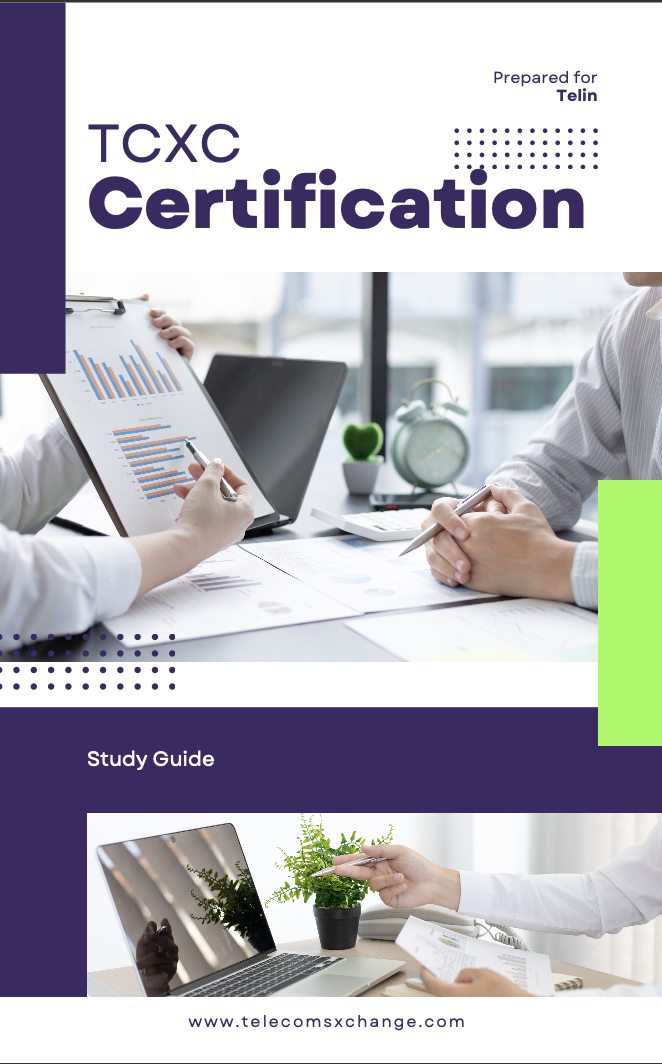 Prepared for
Telin
TCXC
Certification
Study Guide
www.telecomsxchange.com